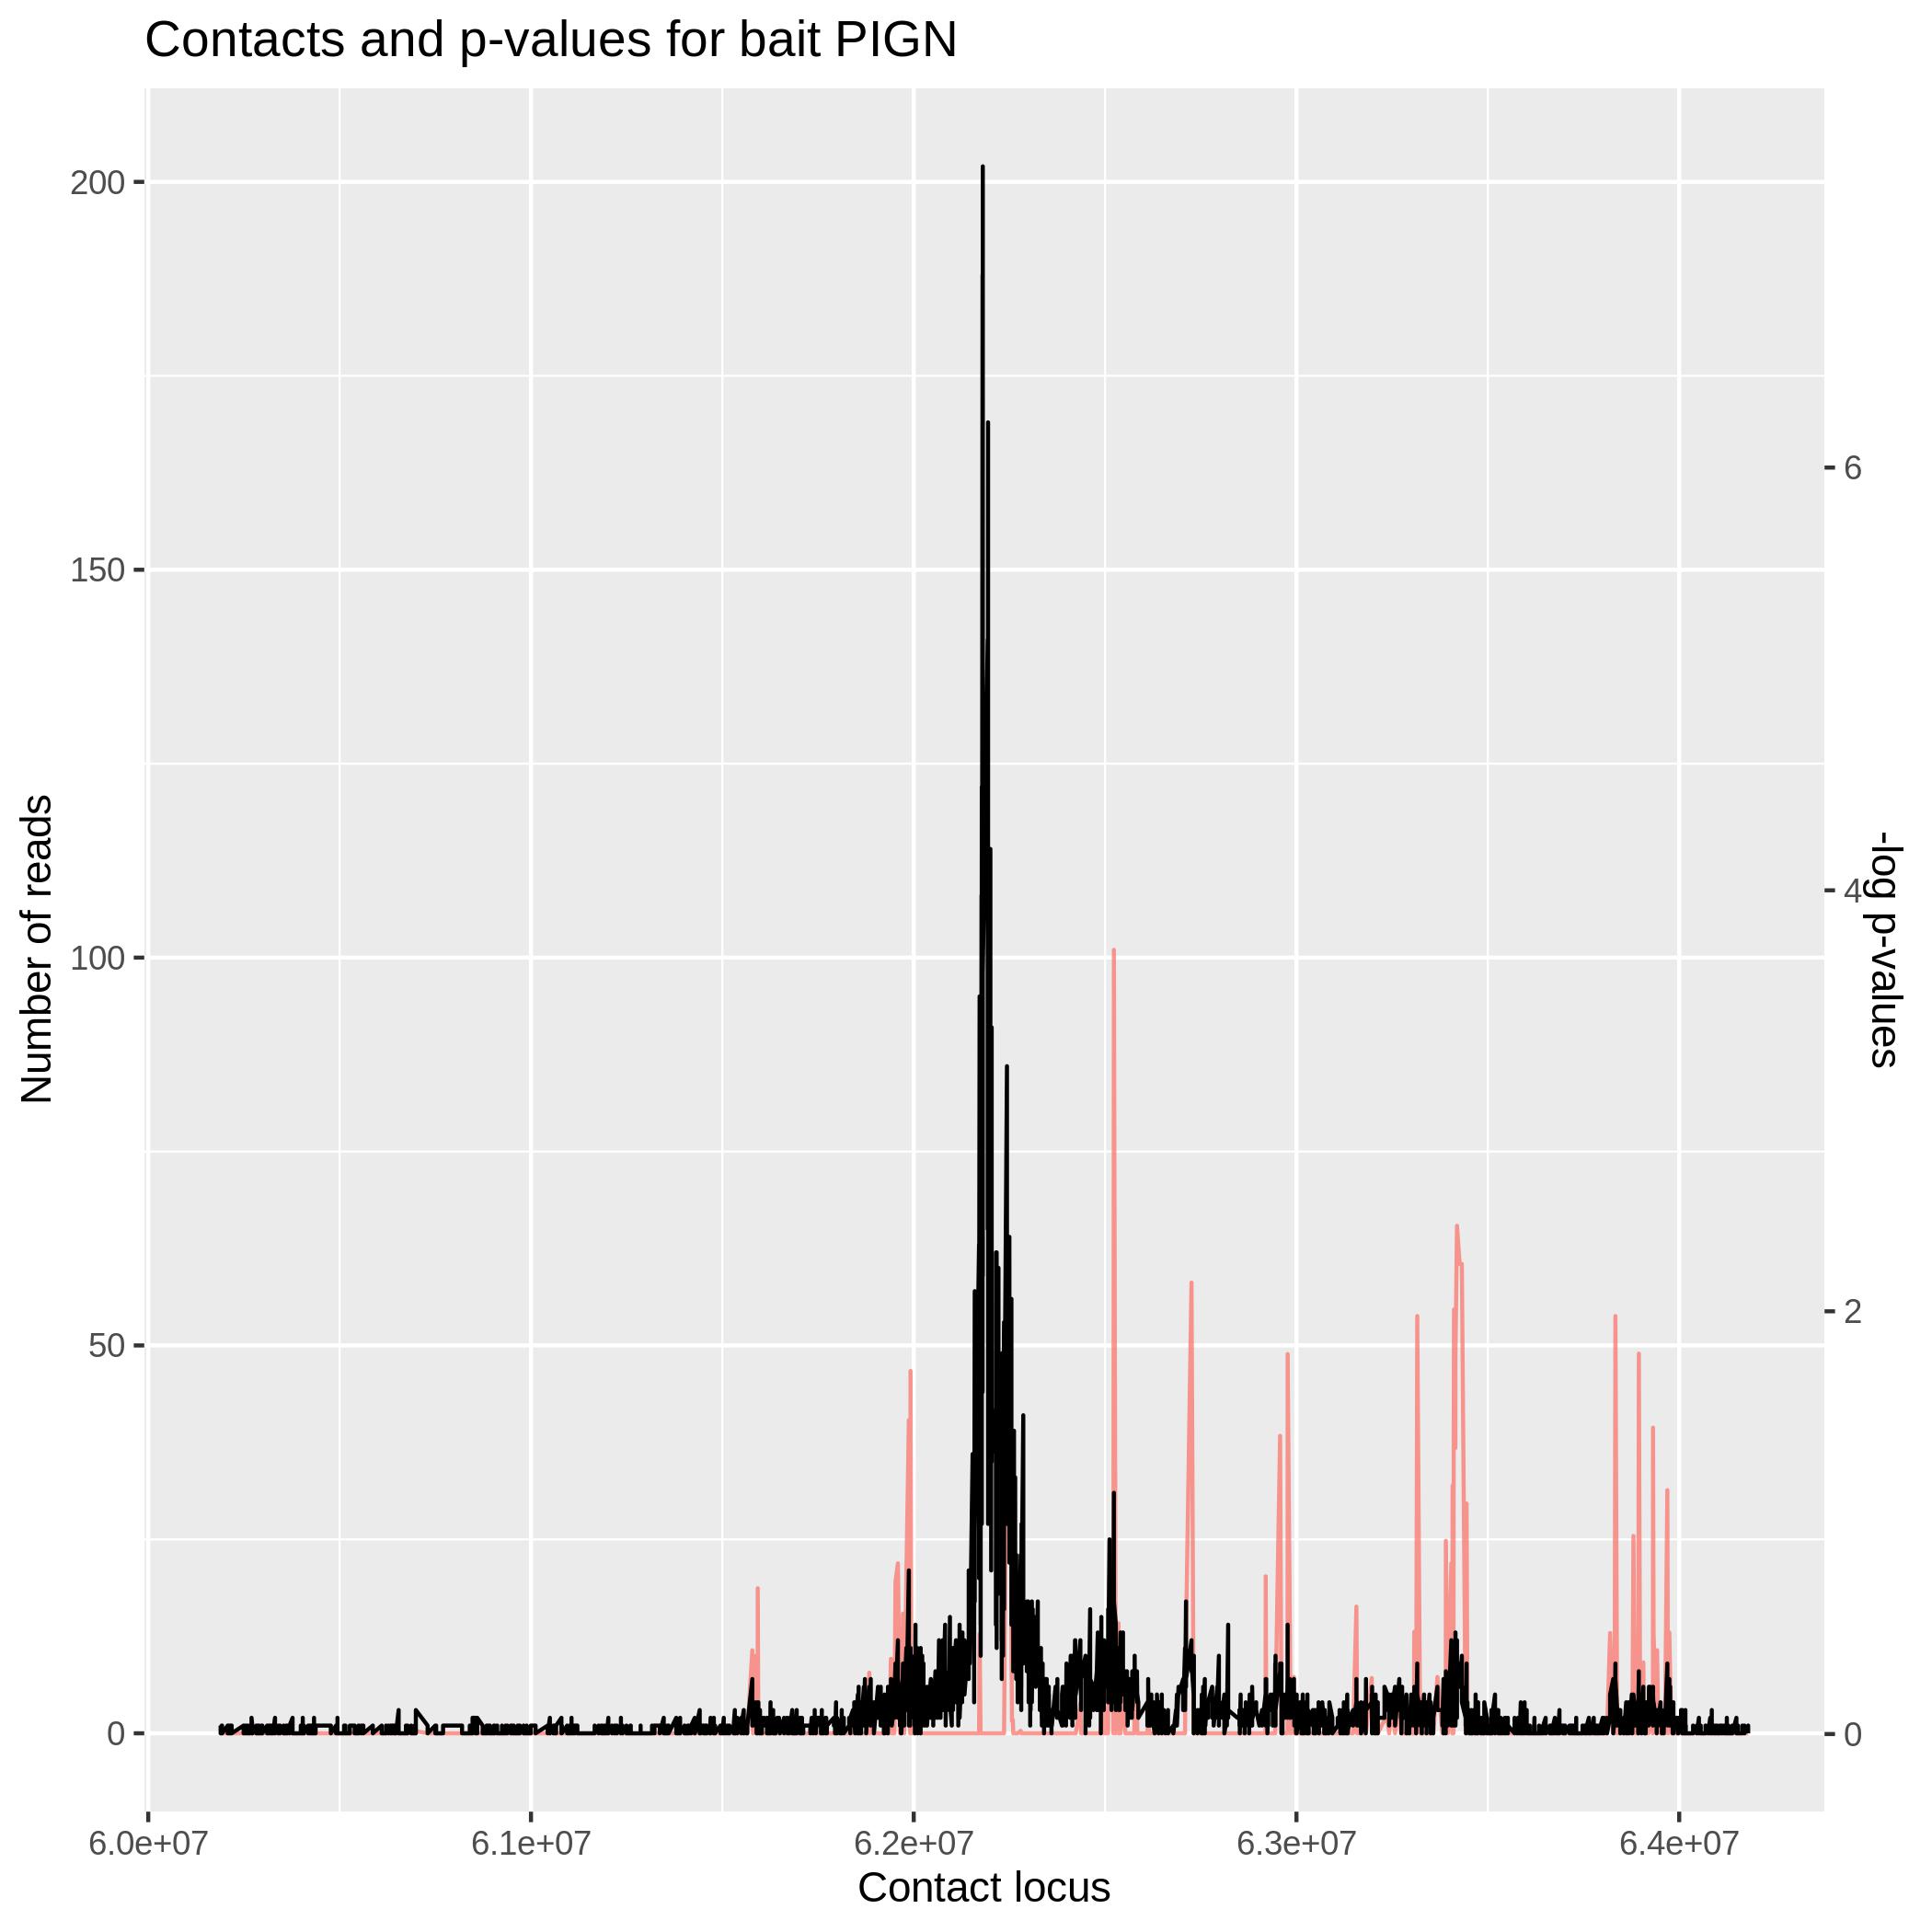 Contacts and p-values for bait PIGN
Number of reads
200
150
100
50
0
6
4
2
0
-log p-values
6.0e+07
6.1e+07
6.2e+07
6.3e+07
6.4e+07
Contact locus